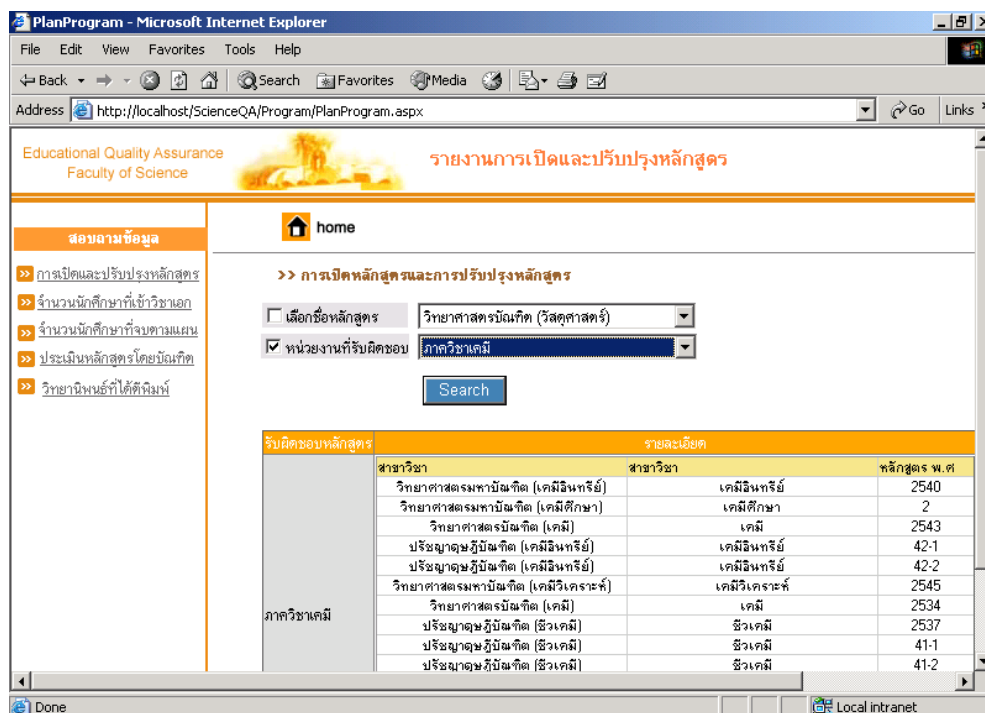 PlanProgram - Microsoft Internet Explorer
File Edit View Favorites Tools Help
Back Search Favorites Media
Address http://localhost/ScienceQA/Program/PlanProgram.aspx Go Links
Educational Quality Assurance
Faculty of Science
รายงานการเปิดและปรับปรุงหลักสูตร
home
สอบถามข้อมูล
การเปิดและปรับปรุงหลักสูตร
จำนวนนักศึกษาที่เข้าวิชาเอก
จำนวนนักศึกษาที่จบตามแผน
ประเมินหลักสูตรโดยบัณฑิต
วิทยานิพนธ์ที่ได้ตีพิมพ์
>> การเปิดหลักสูตรและการปรับปรุงหลักสูตร
เลือกชื่อหลักสูตร วิทยาศาสตรบัณฑิต (วัสดุศาสตร์)
หน่วยงานที่รับผิดชอบ ภาควิชาเคมี
Search
รับผิดชอบหลักสูตร รายละเอียด
สาขาวิชา สาขาวิชา หลักสูตร พ.ศ
วิทยาศาสตรมหาบัณฑิต (เคมีอินทรีย์) เคมีอินทรีย์ 2540
วิทยาศาสตรมหาบัณฑิต (เคมีศึกษา) เคมีศึกษา 2
วิทยาศาสตรบัณฑิต (เคมี) เคมี 2543
ปรัชญาดุษฎีบัณฑิต (เคมีอินทรีย์) เคมีอินทรีย์ 42-1
ปรัชญาดุษฎีบัณฑิต (เคมีอินทรีย์) เคมีอินทรีย์ 42-2
วิทยาศาสตรมหาบัณฑิต (เคมีวิเคราะห์) เคมีวิเคราะห์ 2545
วิทยาศาสตรบัณฑิต (เคมี) เคมี 2534
ภาควิชาเคมี
ปรัชญาดุษฎีบัณฑิต (ชีวเคมี) ชีวเคมี 2537
ปรัชญาดุษฎีบัณฑิต (ชีวเคมี) ชีวเคมี 41-1
ปรัชญาดุษฎีบัณฑิต (ชีวเคมี) ชีวเคมี 41-2
Done Local intranet